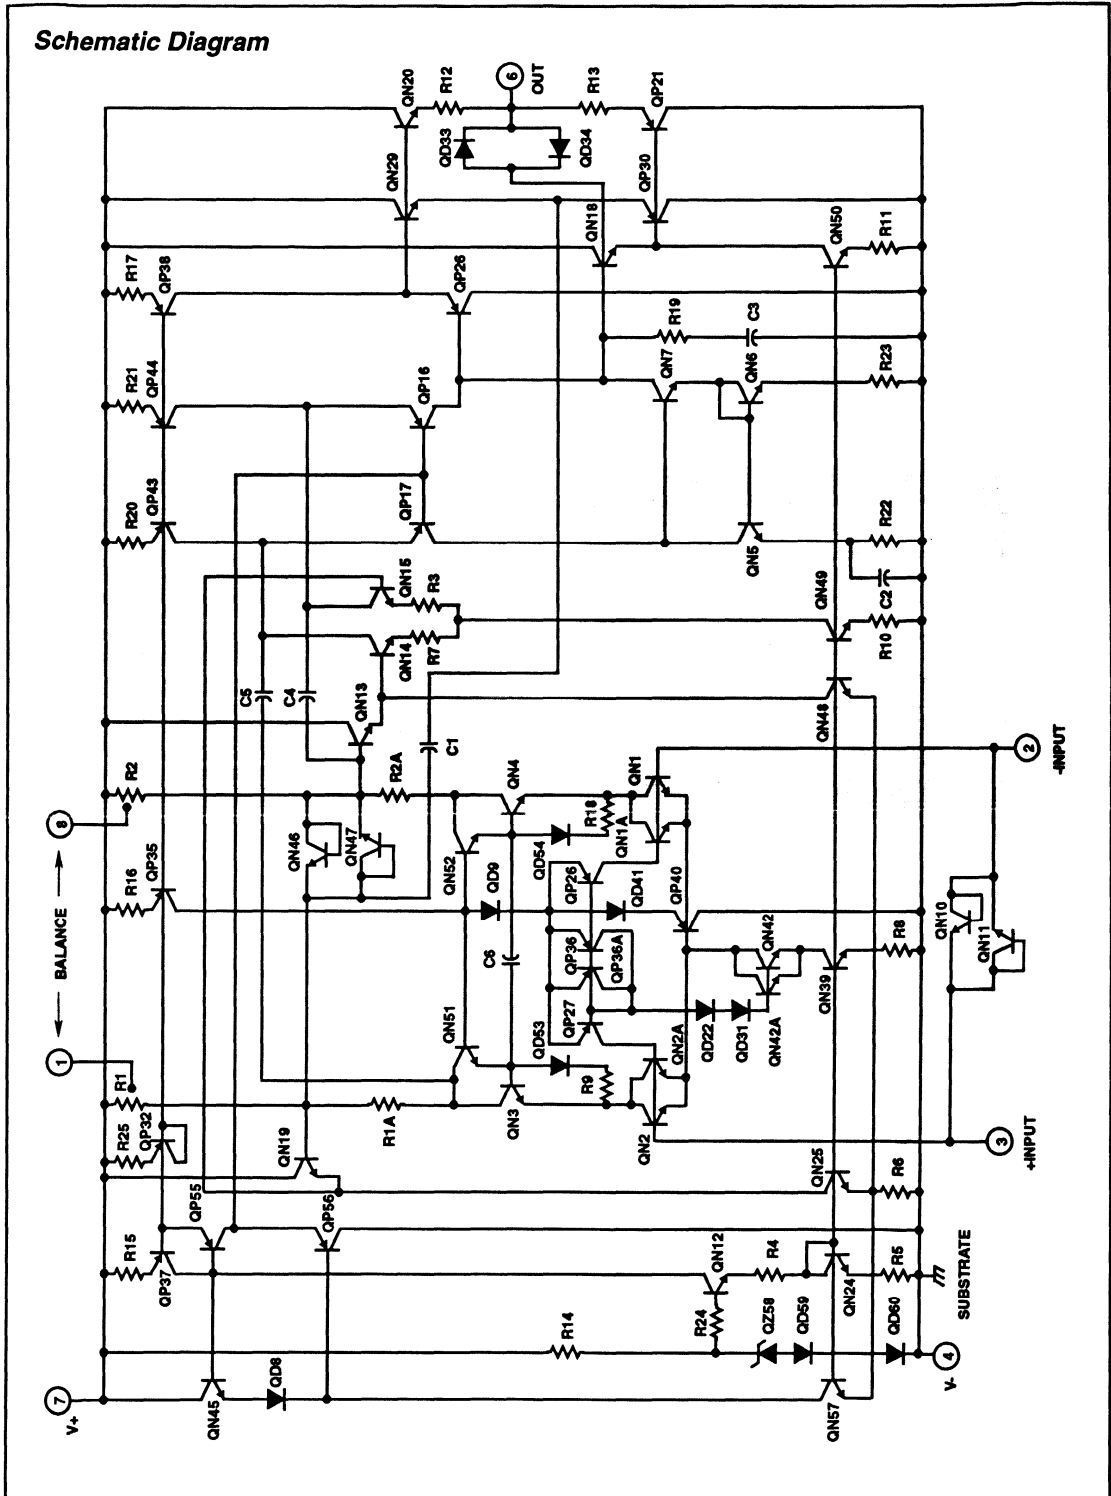 Schematic Diagram
7
V+
QN45
QD8
QN57
R14
R24
QZ58
QD59
QD60
4
V-
R15
QP37
QP55
QP56
QN12
R4
QN24
R5
SUBSTRATE
R25
QP32
QN19
QN25
R6
1
BALANCE
8
R1
R1A
QN3
QN51
QD53
R9
QN2
QN2A
3
+INPUT
R16
QP35
QN46
QN47
QN52
QD9
C6
QP27
QP36
QP36A
QP26
QD41
QP40
QD22
QD31
QN42A
QN42
QN39
R8
QN10
QN11
R2
R2A
QN4
QD54
R18
QN1A
QN1
2
-INPUT
C5
C4
QN13
C1
QN14
R7
QN15
R3
QN48
QN49
R10
C2
R20
QP43
QP17
QN5
R22
R21
QP44
QP16
QN7
QN6
R23
R19
C3
R17
QP38
QP26
QN18
QN50
R11
QN29
QP30
QN20
R12
QD33
QD34
6
OUT
R13
QP21